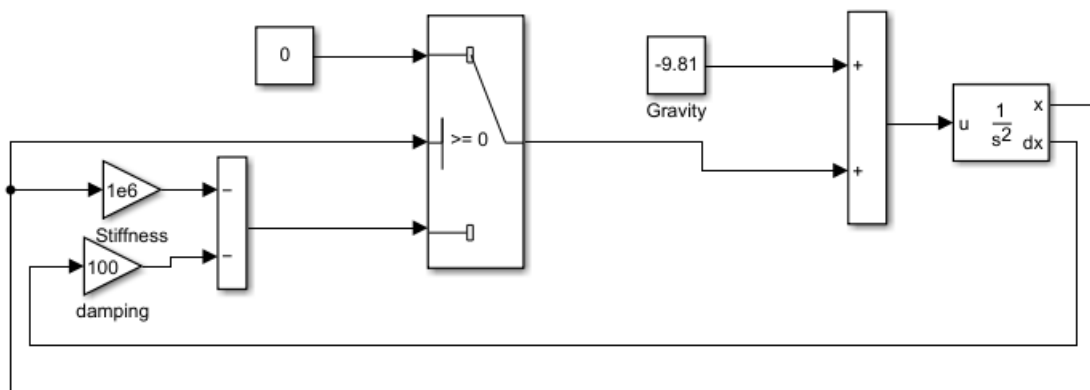 0
-9.81
Gravity
+
+
u
1
s2
x
dx
>= 0
1e6
Stiffness
-
-
100
damping